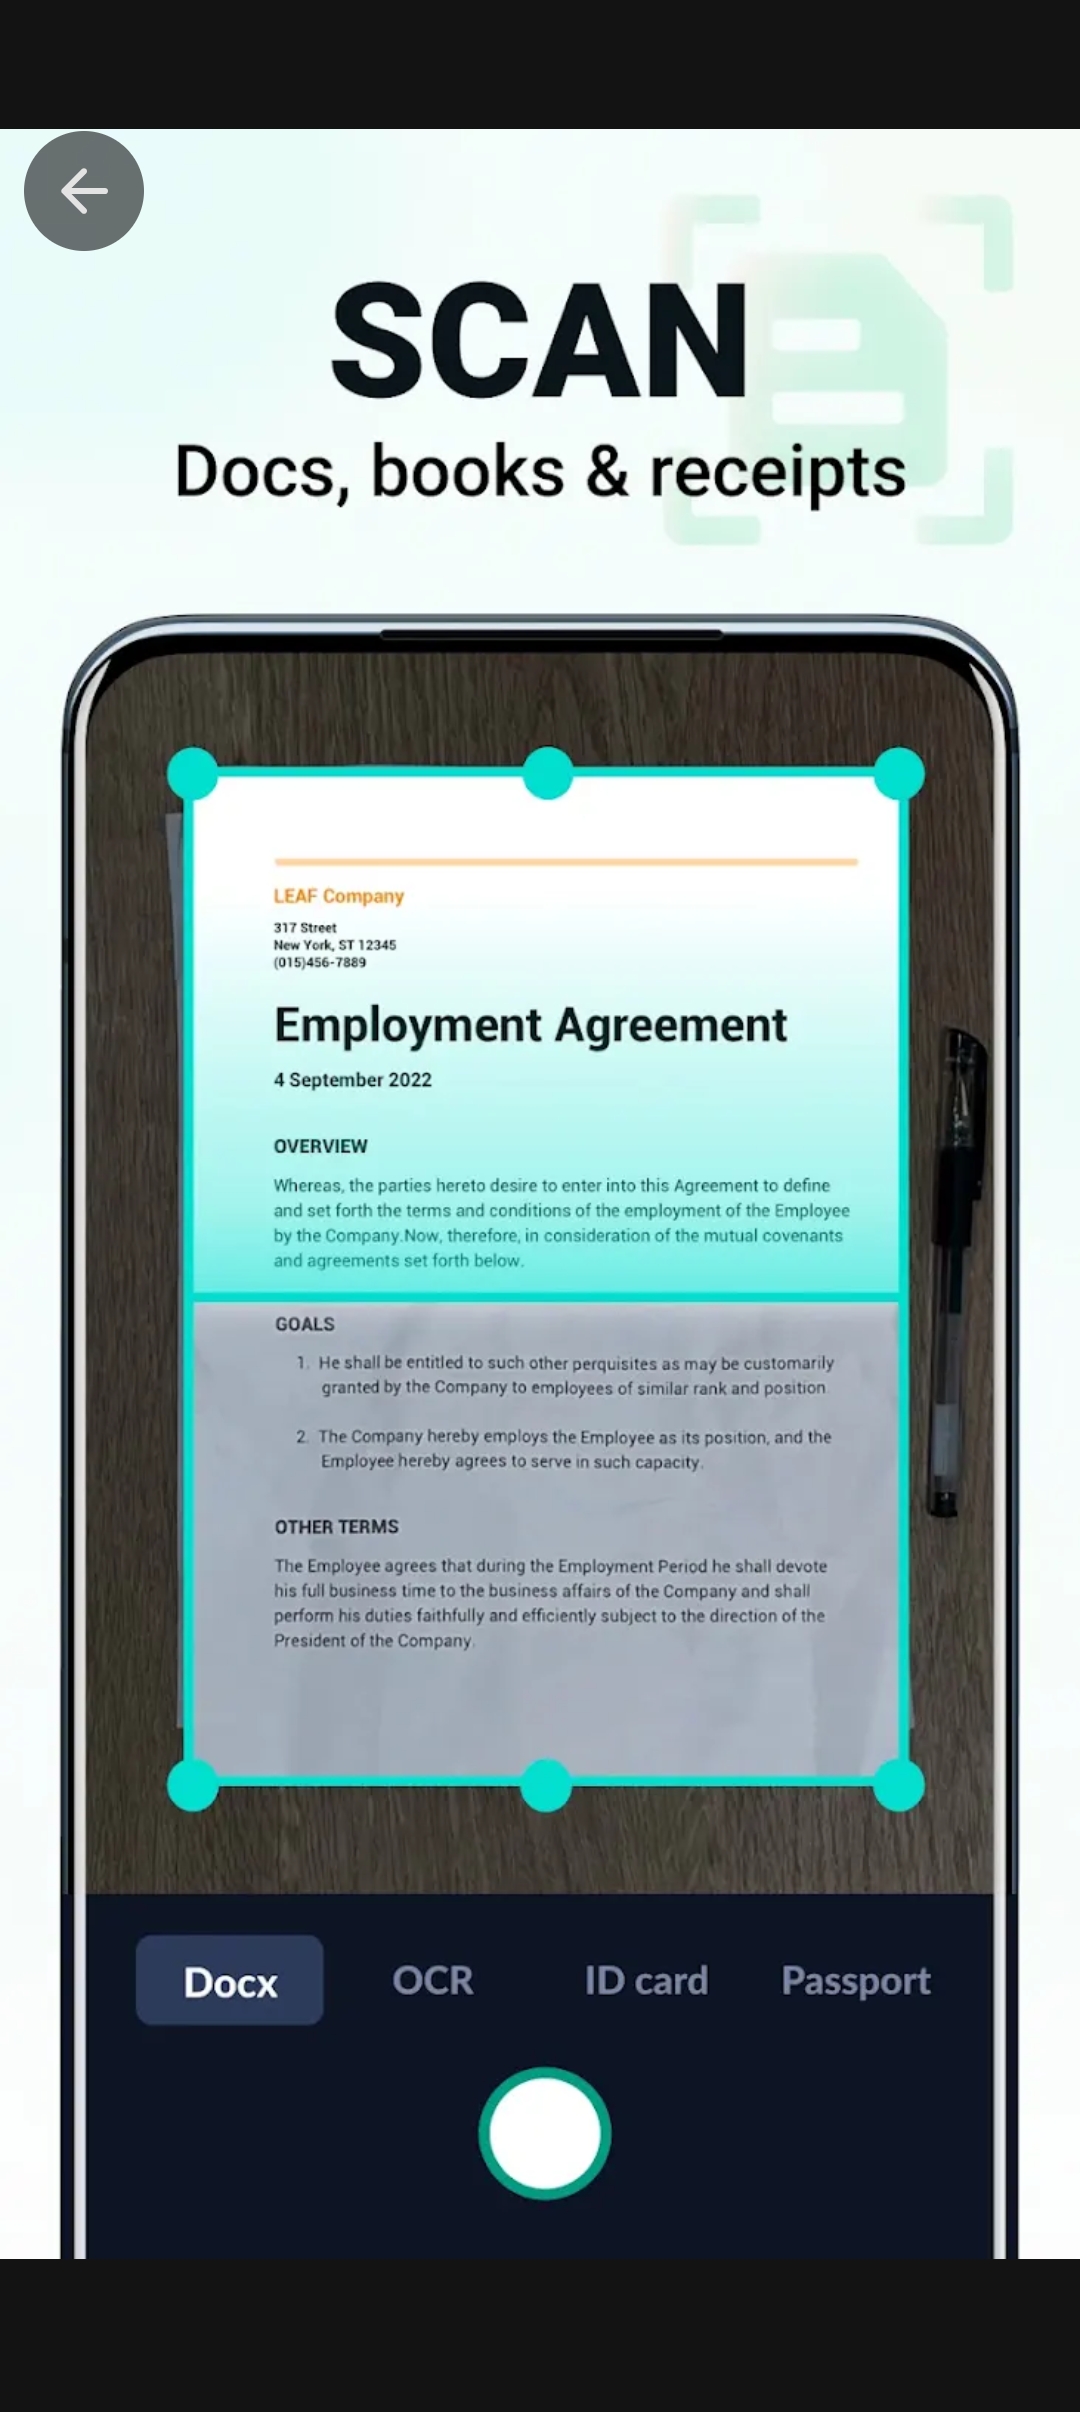 SCAN
Docs, books & receipts
LEAF Company
317 Street
New York, ST 12345
(015)456-7889
Employment Agreement
4 September 2022
OVERVIEW
Whereas, the parties hereto desire to enter into this Agreement to define
and set forth the terms and conditions of the employment of the Employee
by the Company.Now, therefore, in consideration of the mutual covenants
and agreements set forth below.
GOALS
1. He shall be entitled to such other perquisites as may be customarily
granted by the Company to employees of similar rank and position.
2. The Company hereby employs the Employee as its position, and the
Employee hereby agrees to serve in such capacity.
OTHER TERMS
The Employee agrees that during the Employment Period he shall devote
his full business time to the business affairs of the Company and shall
perform his duties faithfully and efficiently subject to the direction of the
President of the Company.
Docx OCR ID card Passport